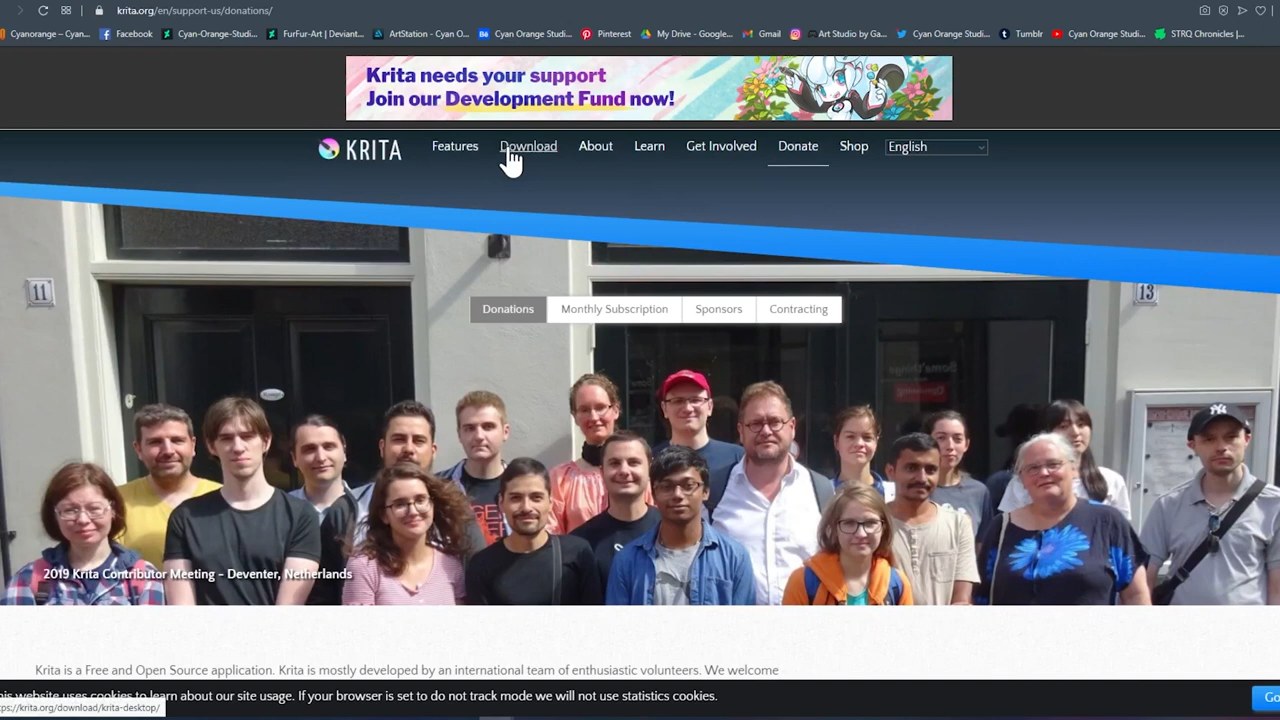 krita.org/en/support-us/donations/
Cyanorange – Cyan... Facebook Cyan-Orange-Studi... FurFur-Art | Deviant... ArtStation - Cyan O... Cyan Orange Studi... Pinterest My Drive - Google... Gmail Art Studio by Ga... Cyan Orange Studi... Tumblr Cyan Orange Studi... STRQ Chronicles |...
Krita needs your support
Join our Development Fund now!
KRITA Features Download About Learn Get Involved Donate Shop English
11
13
Donations Monthly Subscription Sponsors Contracting
2019 Krita Contributor Meeting - Deventer, Netherlands
Krita is a Free and Open Source application. Krita is mostly developed by an international team of enthusiastic volunteers. We welcome
his website uses cookies to learn about our site usage. If your browser is set to do not track mode we will not use statistics cookies.
Go
ps://krita.org/download/krita-desktop/